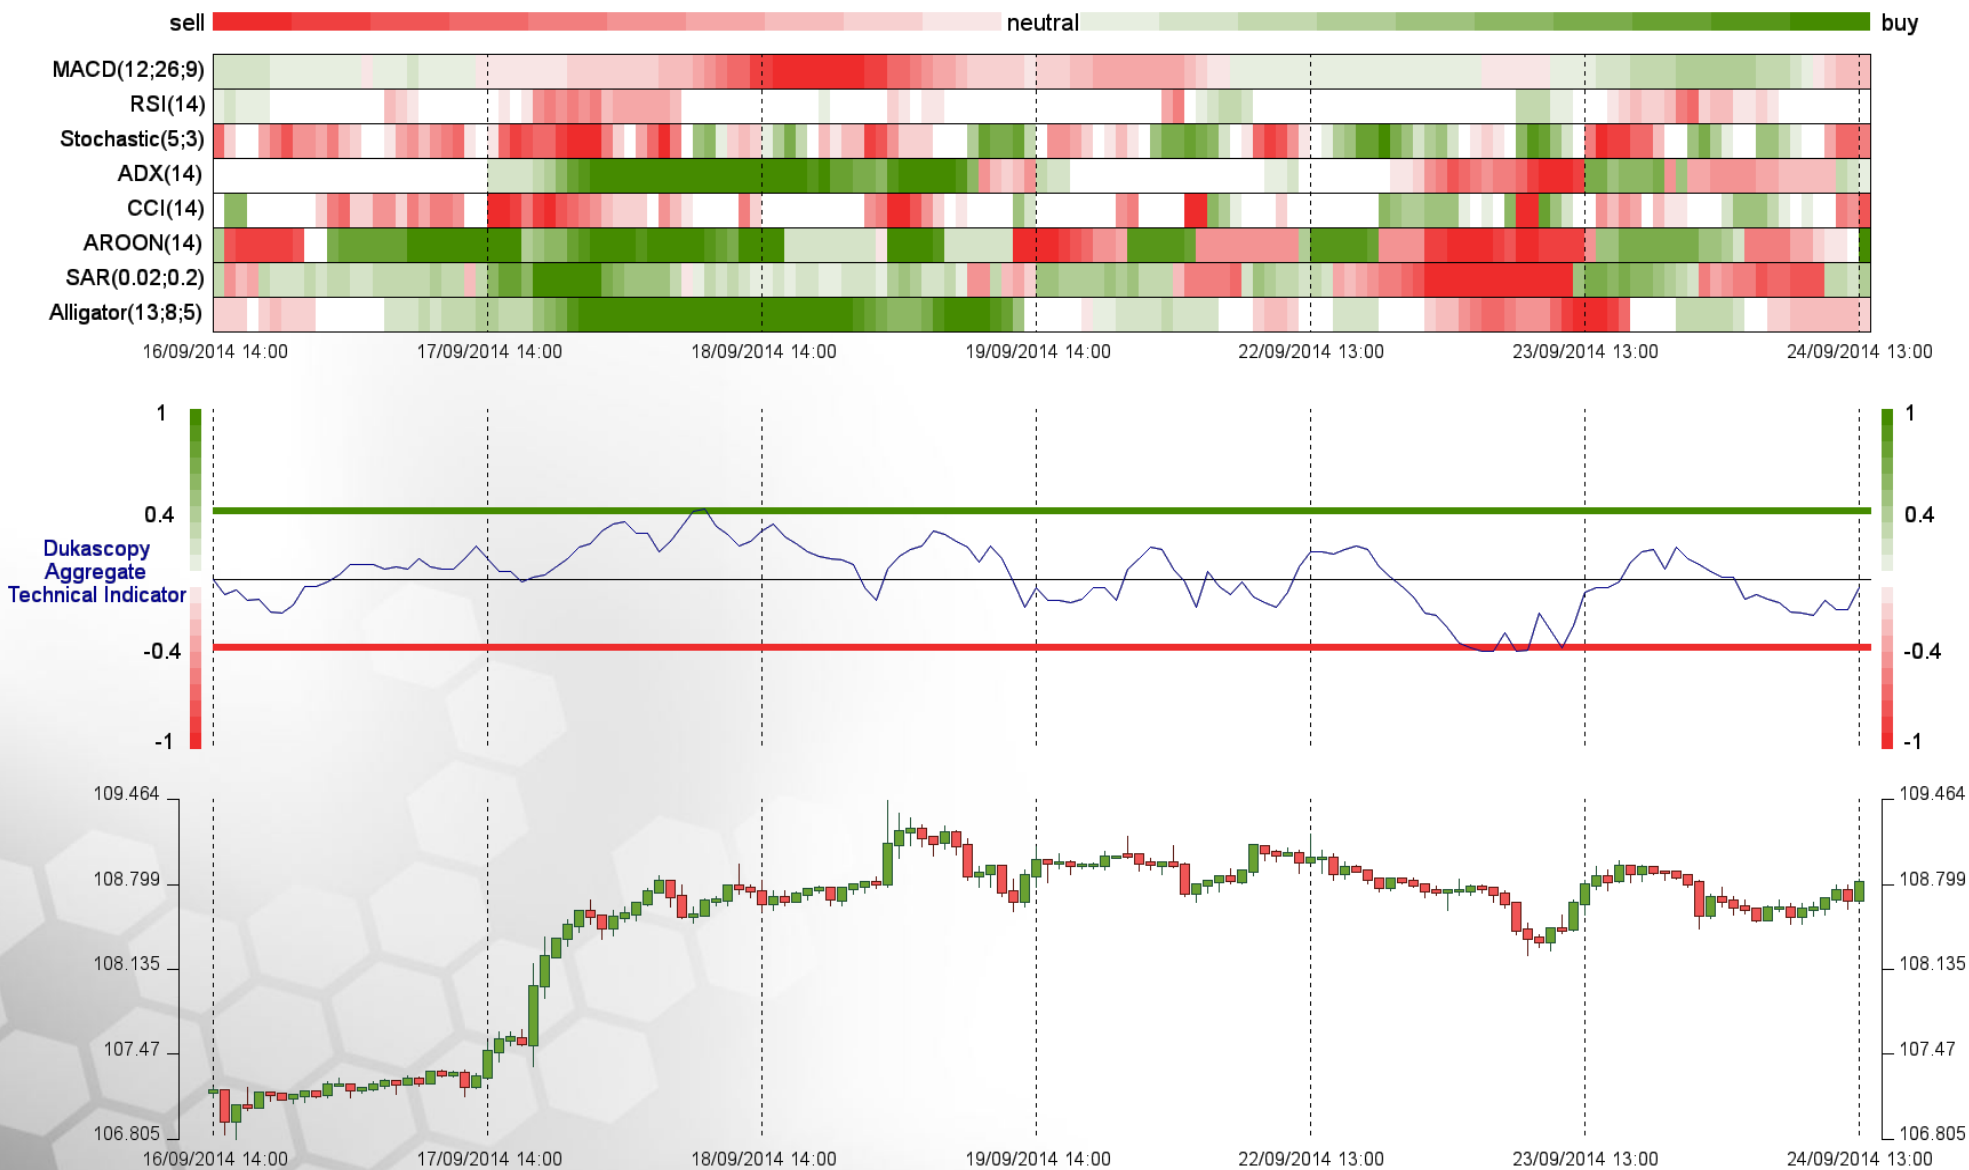 sell neutral buy
MACD(12;26;9)
RSI(14)
Stochastic(5;3)
ADX(14)
CCI(14)
AROON(14)
SAR(0.02;0.2)
Alligator(13;8;5)
16/09/2014 14:00 17/09/2014 14:00 18/09/2014 14:00 19/09/2014 14:00 22/09/2014 13:00 23/09/2014 13:00 24/09/2014 13:00
1 1
0.4 0.4
Dukascopy
Aggregate
Technical Indicator
-0.4 -0.4
-1 -1
109.464 109.464
108.799 108.799
108.135 108.135
107.47 107.47
106.805 106.805
16/09/2014 14:00 17/09/2014 14:00 18/09/2014 14:00 19/09/2014 14:00 22/09/2014 13:00 23/09/2014 13:00 24/09/2014 13:00